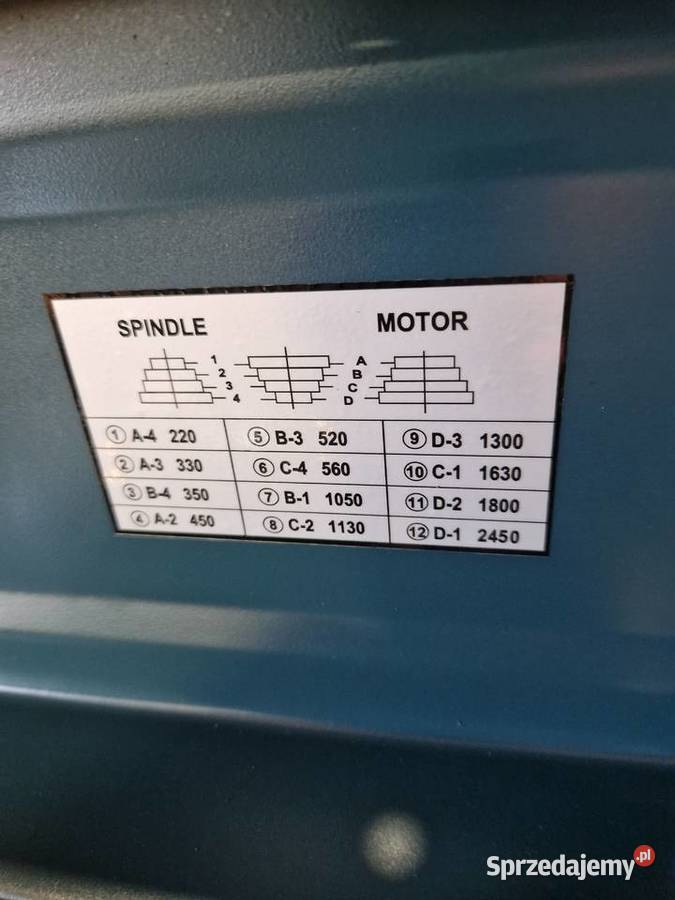 SPINDLE MOTOR
1 A
2 B
3 C
4 D
① A-4 220 ⑤ B-3 520 ⑨ D-3 1300
② A-3 330 ⑥ C-4 560 ⑩ C-1 1630
③ B-4 350 ⑦ B-1 1050 ⑪ D-2 1800
④ A-2 450 ⑧ C-2 1130 ⑫ D-1 2450
Sprzedajemy.pl